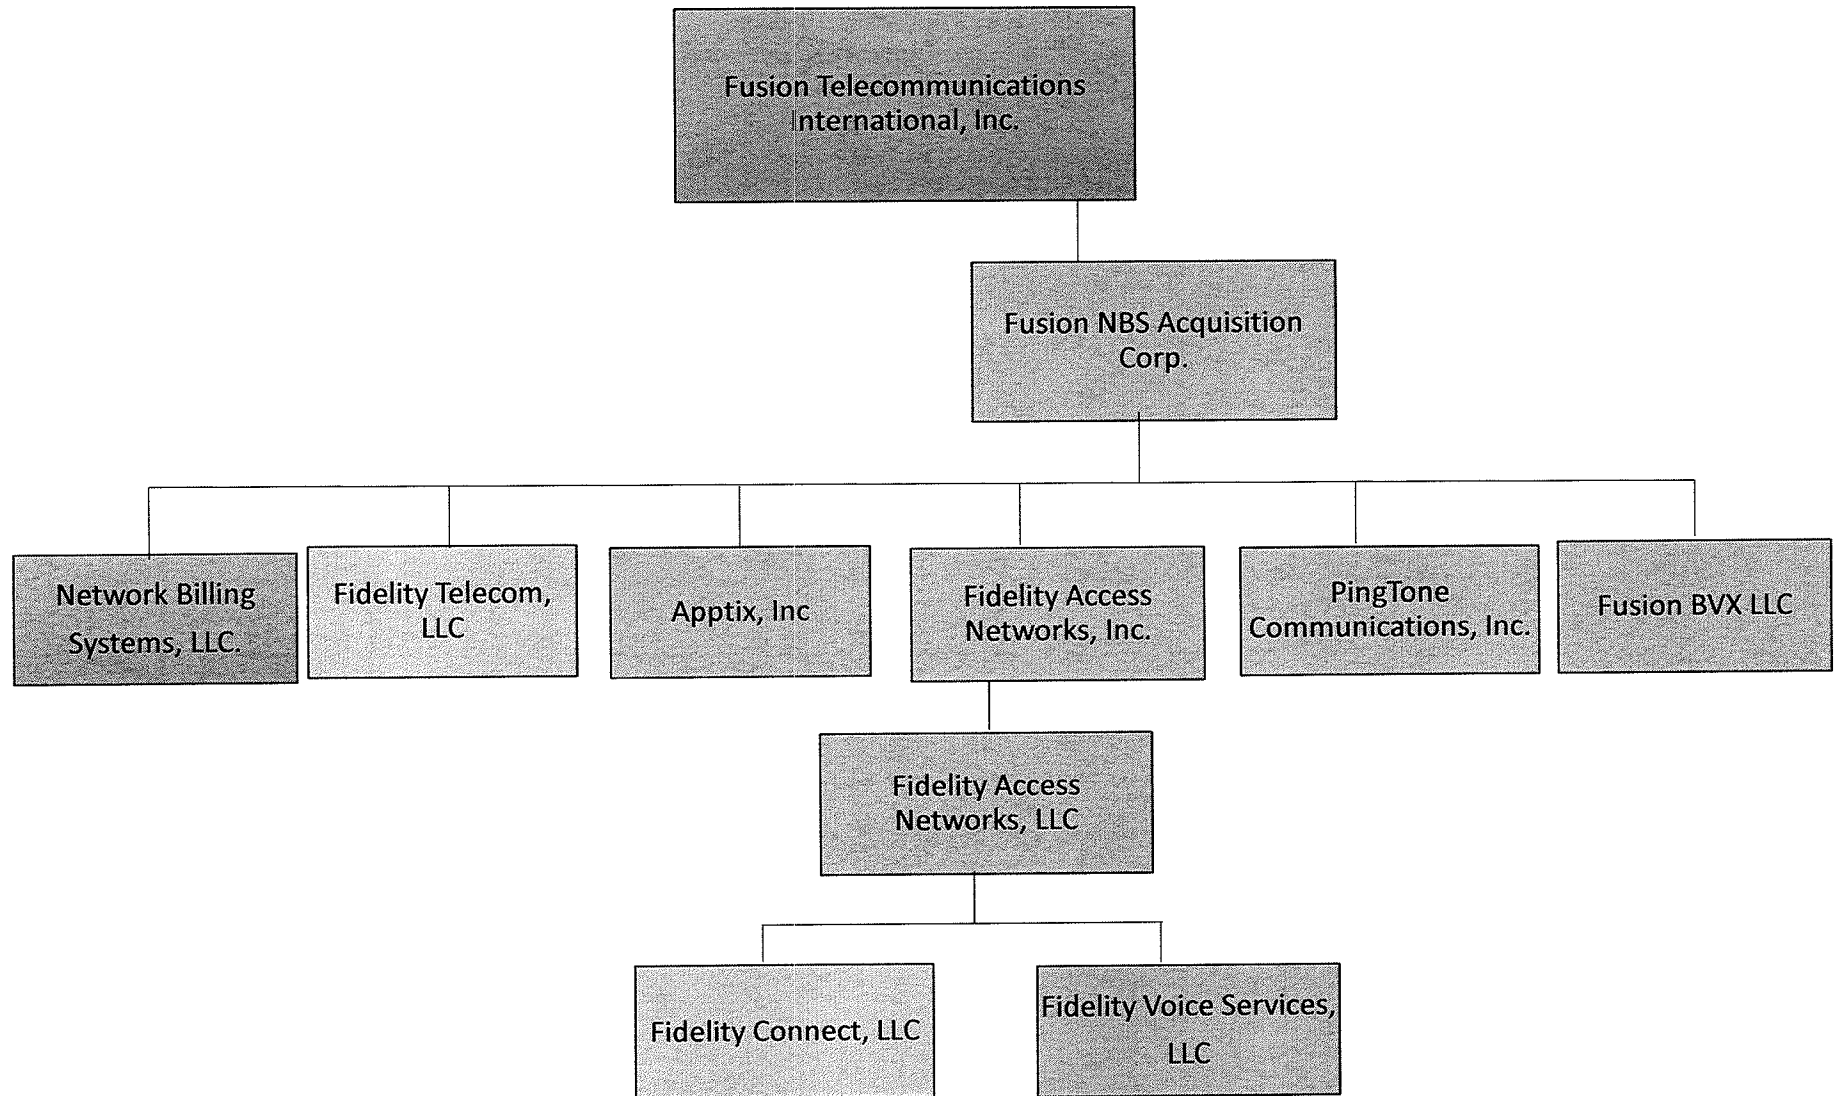 Fusion Telecommunications
International, Inc.
Fusion NBS Acquisition
Corp.
Network Billing
Systems, LLC.
Fidelity Telecom,
LLC
Apptix, Inc
Fidelity Access
Networks, Inc.
PingTone
Communications, Inc.
Fusion BVX LLC
Fidelity Access
Networks, LLC
Fidelity Connect, LLC
Fidelity Voice Services,
LLC